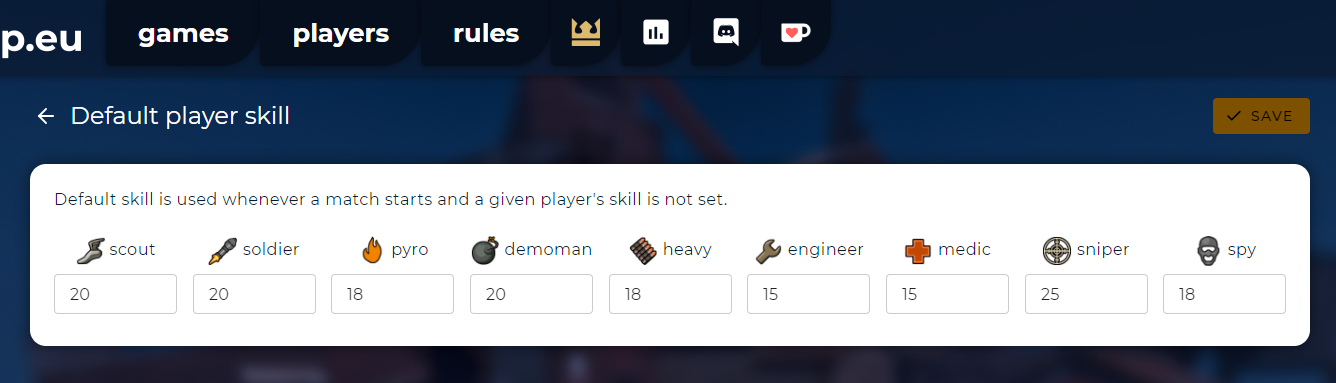 p.eu games players rules
Default player skill SAVE
Default skill is used whenever a match starts and a given player's skill is not set.
scout soldier pyro demoman heavy engineer medic sniper spy
20 20 18 20 18 15 15 25 18